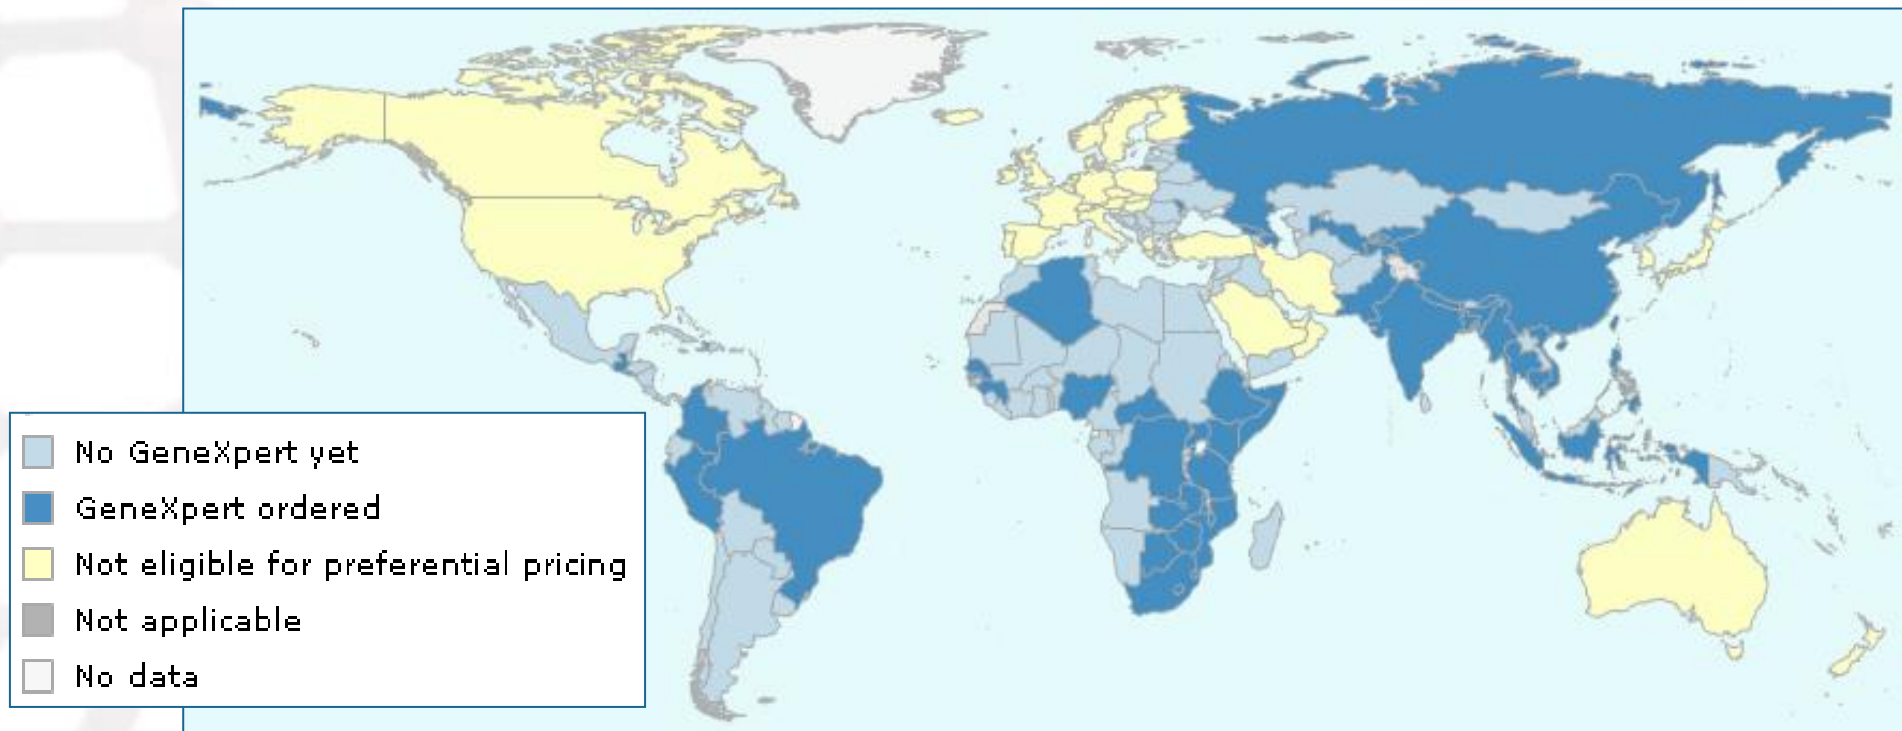 No GeneXpert yet
GeneXpert ordered
Not eligible for preferential pricing
Not applicable
No data